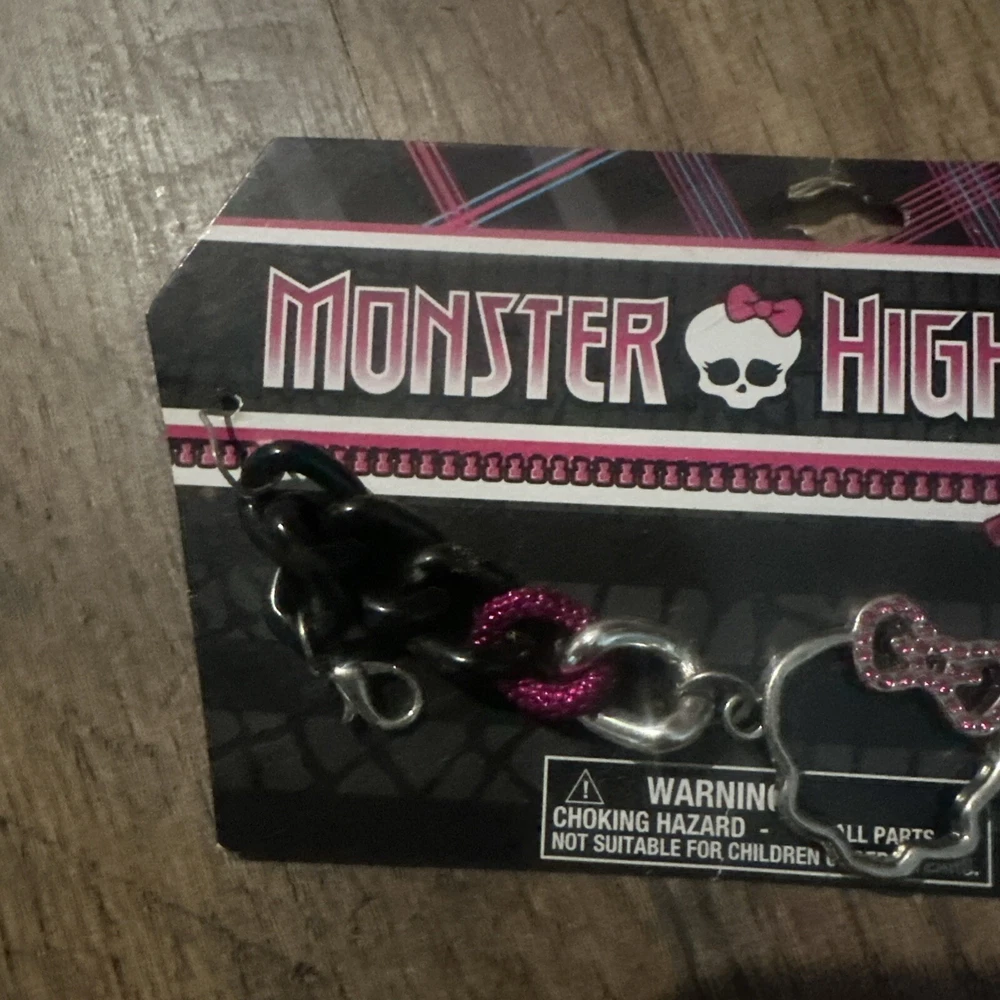 MONSTER HIGH
WARNING
CHOKING HAZARD - ALL PARTS
NOT SUITABLE FOR CHILDREN